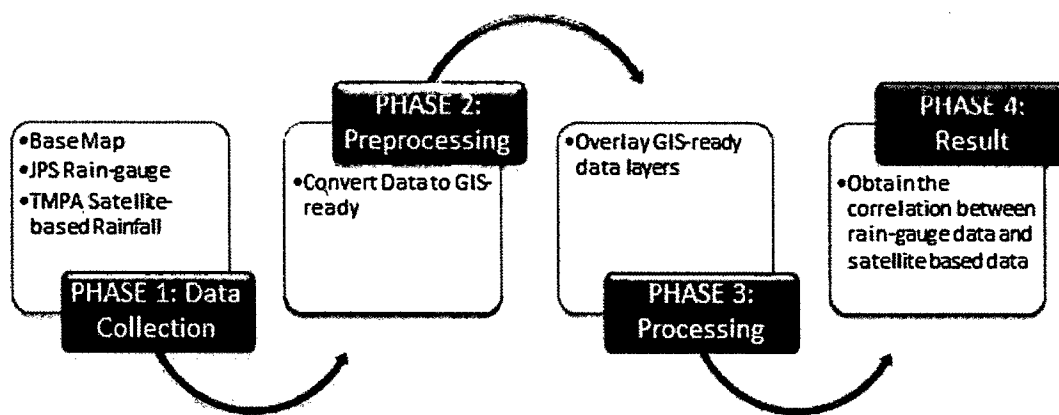 •Base Map
•JPS Rain-gauge
•TMPA Satellite-
based Rainfall
PHASE 1: Data
Collection
PHASE 2:
Preprocessing
•Convert Data to GIS-
ready
•Overlay GIS-ready
data layers
PHASE 3:
Processing
PHASE 4:
Result
•Obtain the
correlation between
rain-gauge data and
satellite based data